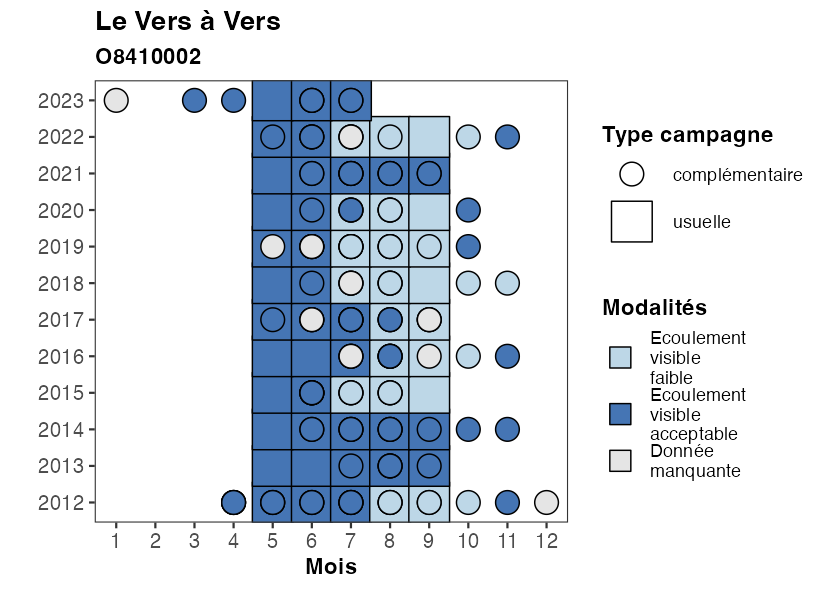 Le Vers à Vers
O8410002
2023
2022
2021
2020
2019
2018
2017
2016
2015
2014
2013
2012
1 2 3 4 5 6 7 8 9 10 11 12
Mois
Type campagne
complémentaire
usuelle
Modalités
Ecoulement
visible
faible
Ecoulement
visible
acceptable
Donnée
manquante